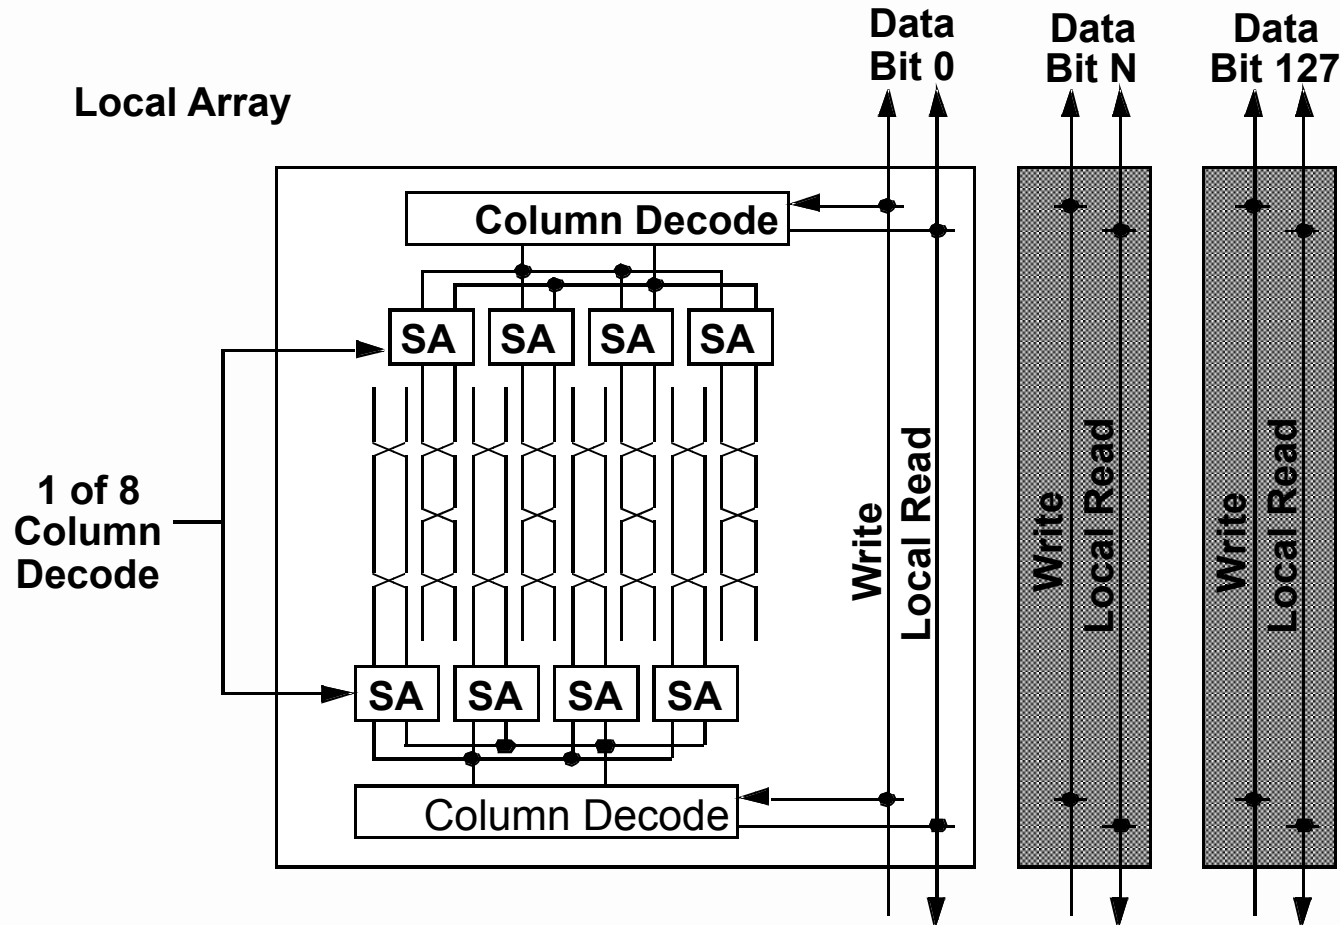 Data
Bit 0
Data
Bit N
Data
Bit 127
Local Array
Column Decode
SA
SA
SA
SA
1 of 8
Column
Decode
Write
Local Read
Write
Local Read
Write
Local Read
SA
SA
SA
SA
Column Decode